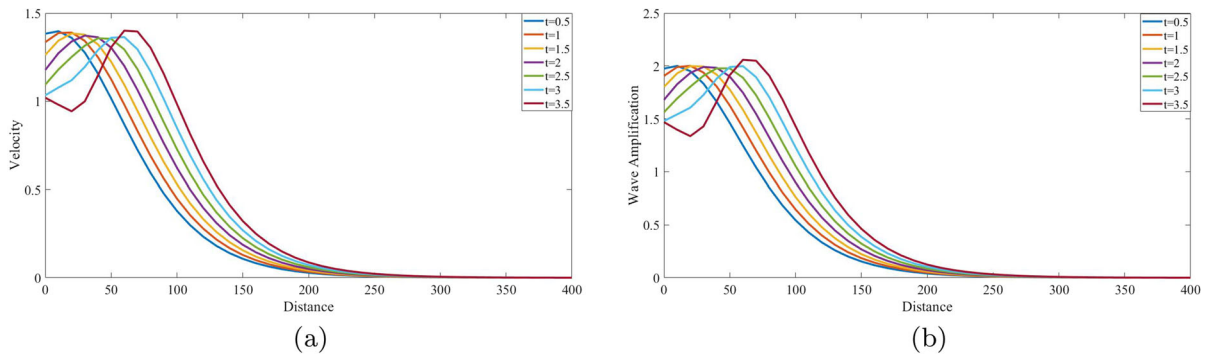 1.5
1
0.5
0
Velocity
0 50 100 150 200 250 300 350 400
Distance
t=0.5
t=1
t=1.5
t=2
t=2.5
t=3
t=3.5
(a)
2.5
2
1.5
1
0.5
0
Wave Amplification
0 50 100 150 200 250 300 350 400
Distance
t=0.5
t=1
t=1.5
t=2
t=2.5
t=3
t=3.5
(b)